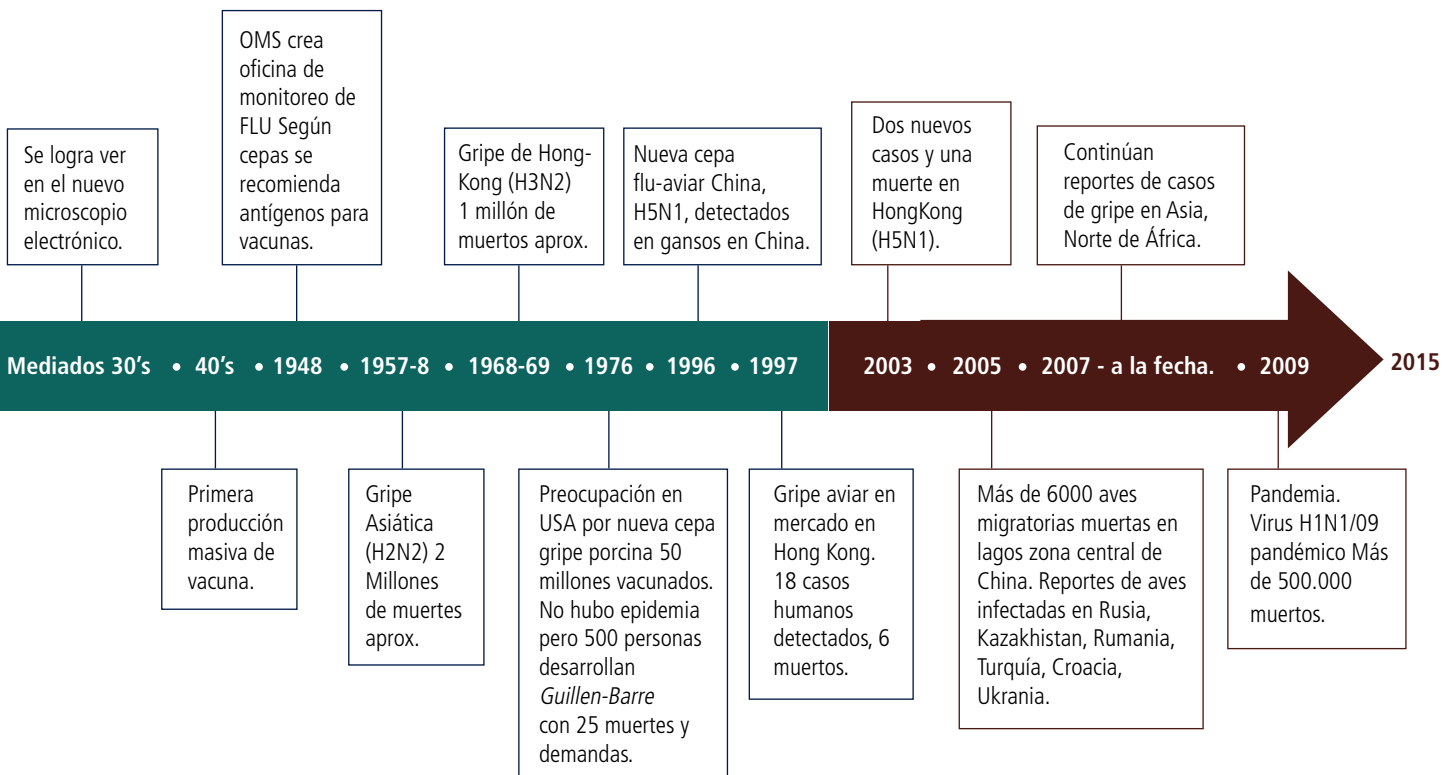 OMS crea
oficina de
monitoreo de
FLU Según
cepas se
recomienda
antígenos para
vacunas.
Se logra ver
en el nuevo
microscopio
electrónico.
Gripe de Hong-
Kong (H3N2)
1 millón de
muertos aprox.
Nueva cepa
flu-aviar China,
H5N1, detectados
en gansos en China.
Dos nuevos
casos y una
muerte en
HongKong
(H5N1).
Continúan
reportes de casos
de gripe en Asia,
Norte de África.
Mediados 30's • 40's • 1948 • 1957-8 • 1968-69 • 1976 • 1996 • 1997 2003 • 2005 • 2007 - a la fecha. • 2009 2015
Primera
producción
masiva de
vacuna.
Gripe
Asiática
(H2N2) 2
Millones
de muertes
aprox.
Preocupación en
USA por nueva cepa
gripe porcina 50
millones vacunados.
No hubo epidemia
pero 500 personas
desarrollan
Guillen-Barre
con 25 muertes y
demandas.
Gripe aviar en
mercado en
Hong Kong.
18 casos
humanos
detectados, 6
muertos.
Más de 6000 aves
migratorias muertas en
lagos zona central de
China. Reportes de aves
infectadas en Rusia,
Kazakhistan, Rumania,
Turquía, Croacia,
Ukrania.
Pandemia.
Virus H1N1/09
pandémico Más
de 500.000
muertos.